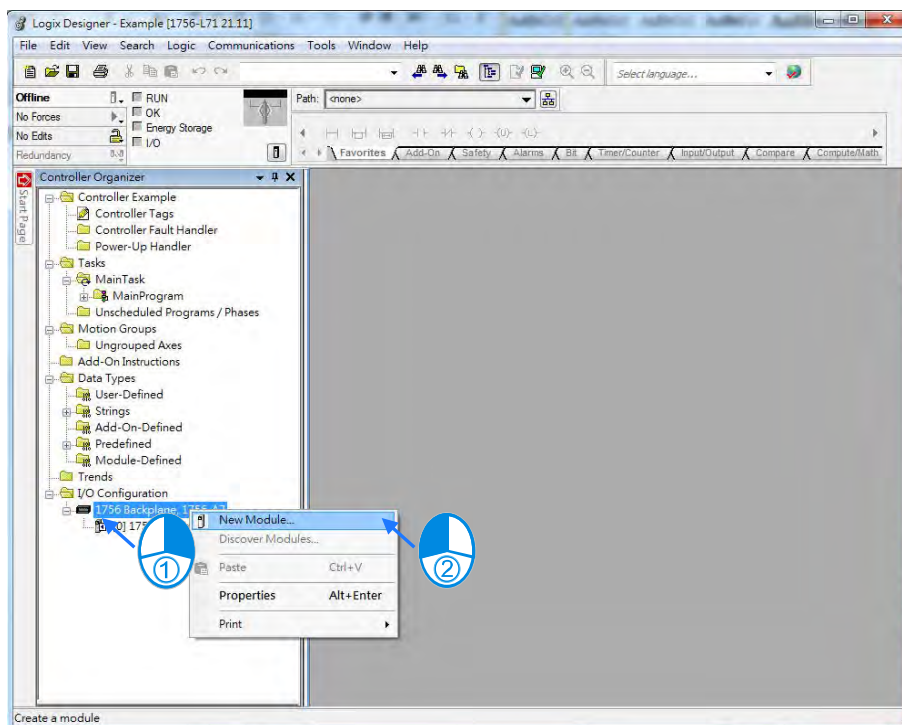 Logix Designer - Example [1756-L71 21.11]
File Edit View Search Logic Communications Tools Window Help
Select language...
Offline
RUN
Path: <none>
No Forces
OK
Energy Storage
No Edits
I/O
Redundancy
Favorites Add-On Safety Alarms Bit Timer/Counter Input/Output Compare Compute/Math
Start Page
Controller Organizer
Controller Example
Controller Tags
Controller Fault Handler
Power-Up Handler
Tasks
MainTask
MainProgram
Unscheduled Programs / Phases
Motion Groups
Ungrouped Axes
Add-On Instructions
Data Types
User-Defined
Strings
Add-On-Defined
Predefined
Module-Defined
Trends
I/O Configuration
1756 Backplane, 1756-A7
New Module...
Discover Modules...
Paste Ctrl+V
Properties Alt+Enter
Print
①
②
Create a module